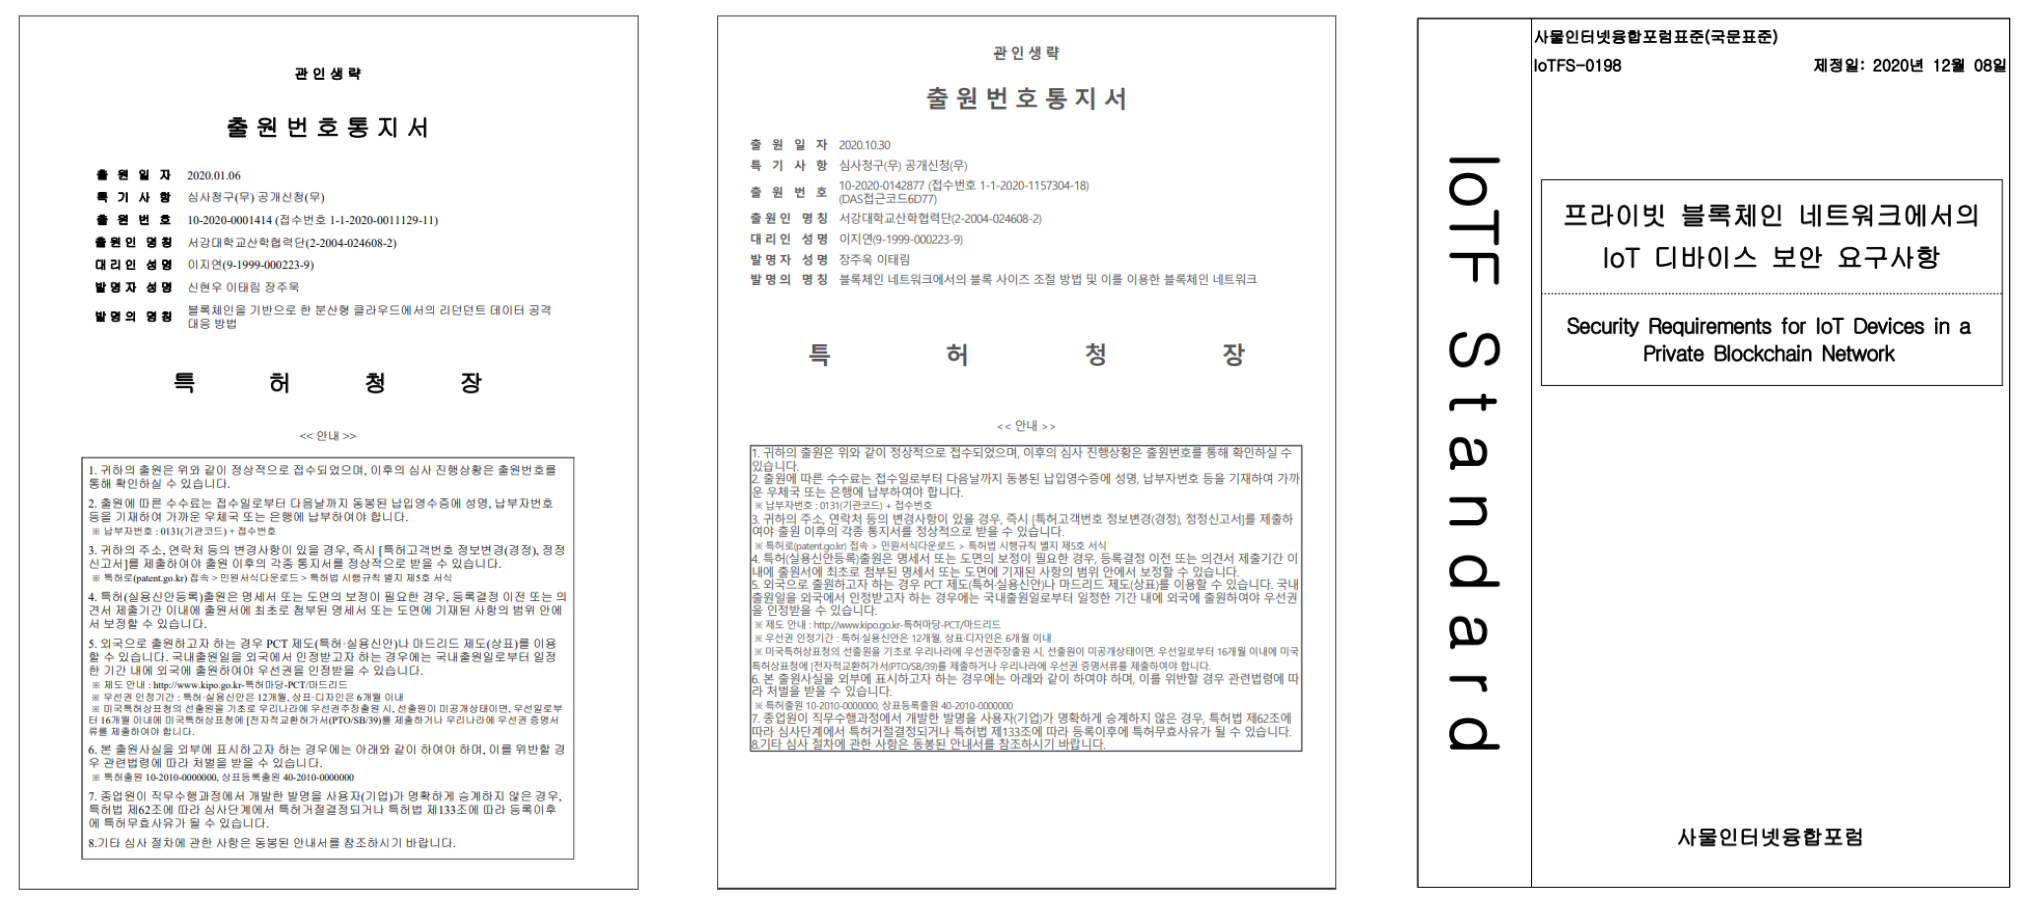 관 인 생 략
출 원 번 호 통 지 서
출 원 일 자 2020.01.06
특 기 사 항 심사청구(무) 공개신청(무)
출 원 번 호 10-2020-0001414 (접수번호 1-1-2020-0011129-11)
출원인 명칭 서강대학교산학협력단(2-2004-024608-2)
대리인 성명 이지연(9-1999-000223-9)
발명자 성명 신현우 이태림 장주욱
발명의 명칭 블록체인을 기반으로 한 분산형 클라우드에서의 리던던트 데이터 공격
대응 방법
특 허 청 장
<< 안내 >>
1. 귀하의 출원은 위와 같이 정상적으로 접수되었으며, 이후의 심사 진행상황은 출원번호를
통해 확인하실 수 있습니다.
2. 출원에 따른 수수료는 접수일로부터 다음날까지 동봉된 납입영수증에 성명, 납부자번호
등을 기재하여 가까운 우체국 또는 은행에 납부하여야 합니다.
※ 납부자번호 : 0131(기관코드) + 접수번호
3. 귀하의 주소, 연락처 등의 변경사항이 있을 경우, 즉시 [특허고객번호 정보변경(경정), 정정
신고서]를 제출하여야 출원 이후의 각종 통지서를 정상적으로 받을 수 있습니다.
※ 특허로(patent.go.kr) 접속 > 민원서식다운로드 > 특허법 시행규칙 별지 제5호 서식
4. 특허(실용신안등록)출원은 명세서 또는 도면의 보정이 필요한 경우, 등록결정 이전 또는 의
견서 제출기간 이내에 출원서에 최초로 첨부된 명세서 또는 도면에 기재된 사항의 범위 안에
서 보정할 수 있습니다.
5. 외국으로 출원하고자 하는 경우 PCT 제도(특허·실용신안)나 마드리드 제도(상표)를 이용
할 수 있습니다. 국내출원일을 외국에서 인정받고자 하는 경우에는 국내출원일로부터 일정
한 기간 내에 외국에 출원하여야 우선권을 인정받을 수 있습니다.
※ 제도 안내 : http://www.kipo.go.kr-특허마당-PCT/마드리드
※ 우선권 인정기간 : 특허·실용신안은 12개월, 상표·디자인은 6개월 이내
※ 미국특허상표청의 선출원을 기초로 우리나라에 우선권주장출원 시, 선출원이 미공개상태이면, 우선일로부
터 16개월 이내에 미국특허상표청에 [전자적교환허가서(PTO/SB/39)를 제출하거나 우리나라에 우선권 증명서
류를 제출하여야 합니다.
6. 본 출원사실을 외부에 표시하고자 하는 경우에는 아래와 같이 하여야 하며, 이를 위반할 경
우 관련법령에 따라 처벌을 받을 수 있습니다.
※ 특허출원 10-2010-0000000, 상표등록출원 40-2010-0000000
7. 종업원이 직무수행과정에서 개발한 발명을 사용자(기업)가 명확하게 승계하지 않은 경우,
특허법 제62조에 따라 심사단계에서 특허거절결정되거나 특허법 제133조에 따라 등록이후
에 특허무효사유가 될 수 있습니다.
8.기타 심사 절차에 관한 사항은 동봉된 안내서를 참조하시기 바랍니다.
관 인 생 략
출 원 번 호 통 지 서
출 원 일 자 2020.10.30
특 기 사 항 심사청구(무) 공개신청(무)
출 원 번 호 10-2020-0142877 (접수번호 1-1-2020-1157304-18)
(DAS접근코드6D77)
출원인 명칭 서강대학교산학협력단(2-2004-024608-2)
대리인 성명 이지연(9-1999-000223-9)
발명자 성명 장주욱 이태림
발명의 명칭 블록체인 네트워크에서의 블록 사이즈 조절 방법 및 이를 이용한 블록체인 네트워크
특 허 청 장
<< 안내 >>
1. 귀하의 출원은 위와 같이 정상적으로 접수되었으며, 이후의 심사 진행상황은 출원번호를 통해 확인하실 수
있습니다.
2. 출원에 따른 수수료는 접수일로부터 다음날까지 동봉된 납입영수증에 성명, 납부자번호 등을 기재하여 가까
운 우체국 또는 은행에 납부하여야 합니다.
※ 납부자번호 : 0131(기관코드) + 접수번호
3. 귀하의 주소, 연락처 등의 변경사항이 있을 경우, 즉시 [특허고객번호 정보변경(경정), 정정신고서]를 제출하
여야 출원 이후의 각종 통지서를 정상적으로 받을 수 있습니다.
※ 특허로(patent.go.kr) 접속 > 민원서식다운로드 > 특허법 시행규칙 별지 제5호 서식
4. 특허(실용신안등록)출원은 명세서 또는 도면의 보정이 필요한 경우, 등록결정 이전 또는 의견서 제출기간 이
내에 출원서에 최초로 첨부된 명세서 또는 도면에 기재된 사항의 범위 안에서 보정할 수 있습니다.
5. 외국으로 출원하고자 하는 경우 PCT 제도(특허·실용신안)나 마드리드 제도(상표)를 이용할 수 있습니다. 국내
출원일을 외국에서 인정받고자 하는 경우에는 국내출원일로부터 일정한 기간 내에 외국에 출원하여야 우선권
을 인정받을 수 있습니다.
※ 제도 안내 : http://www.kipo.go.kr-특허마당-PCT/마드리드
※ 우선권 인정기간 : 특허·실용신안은 12개월, 상표·디자인은 6개월 이내
※ 미국특허상표청의 선출원을 기초로 우리나라에 우선권주장출원 시, 선출원이 미공개상태이면, 우선일로부터 16개월 이내에 미국
특허상표청에 [전자적교환허가서(PTO/SB/39)를 제출하거나 우리나라에 우선권 증명서류를 제출하여야 합니다.
6. 본 출원사실을 외부에 표시하고자 하는 경우에는 아래와 같이 하여야 하며, 이를 위반할 경우 관련법령에 따
라 처벌을 받을 수 있습니다.
※ 특허출원 10-2010-0000000, 상표등록출원 40-2010-0000000
7. 종업원이 직무수행과정에서 개발한 발명을 사용자(기업)가 명확하게 승계하지 않은 경우, 특허법 제62조에
따라 심사단계에서 특허거절결정되거나 특허법 제133조에 따라 등록이후에 특허무효사유가 될 수 있습니다.
8.기타 심사 절차에 관한 사항은 동봉된 안내서를 참조하시기 바랍니다.
IoTF Standard
사물인터넷융합포럼표준(국문표준)
IoTFS-0198 제정일: 2020년 12월 08일
프라이빗 블록체인 네트워크에서의
IoT 디바이스 보안 요구사항
Security Requirements for IoT Devices in a
Private Blockchain Network
사물인터넷융합포럼